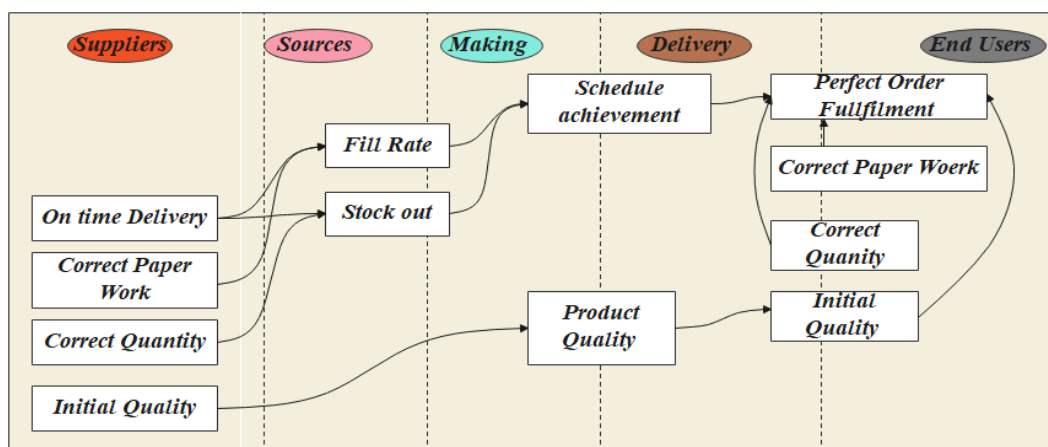 Suppliers
Sources
Making
Delivery
End Users
Schedule
achievement
Perfect Order
Fullfilment
Fill Rate
Correct Paper Woerk
On time Delivery
Stock out
Correct
Quanity
Correct Paper
Work
Product
Quality
Initial
Quality
Correct Quantity
Initial Quality